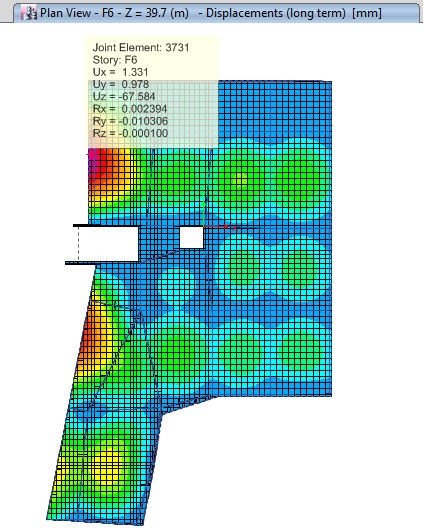 Plan View - F6 - Z = 39.7 (m) - Displacements (long term) [mm]
Joint Element: 3731
Story: F6
Ux = 1.331
Uy = 0.978
Uz = -67.584
Rx = 0.002394
Ry = -0.010306
Rz = -0.000100